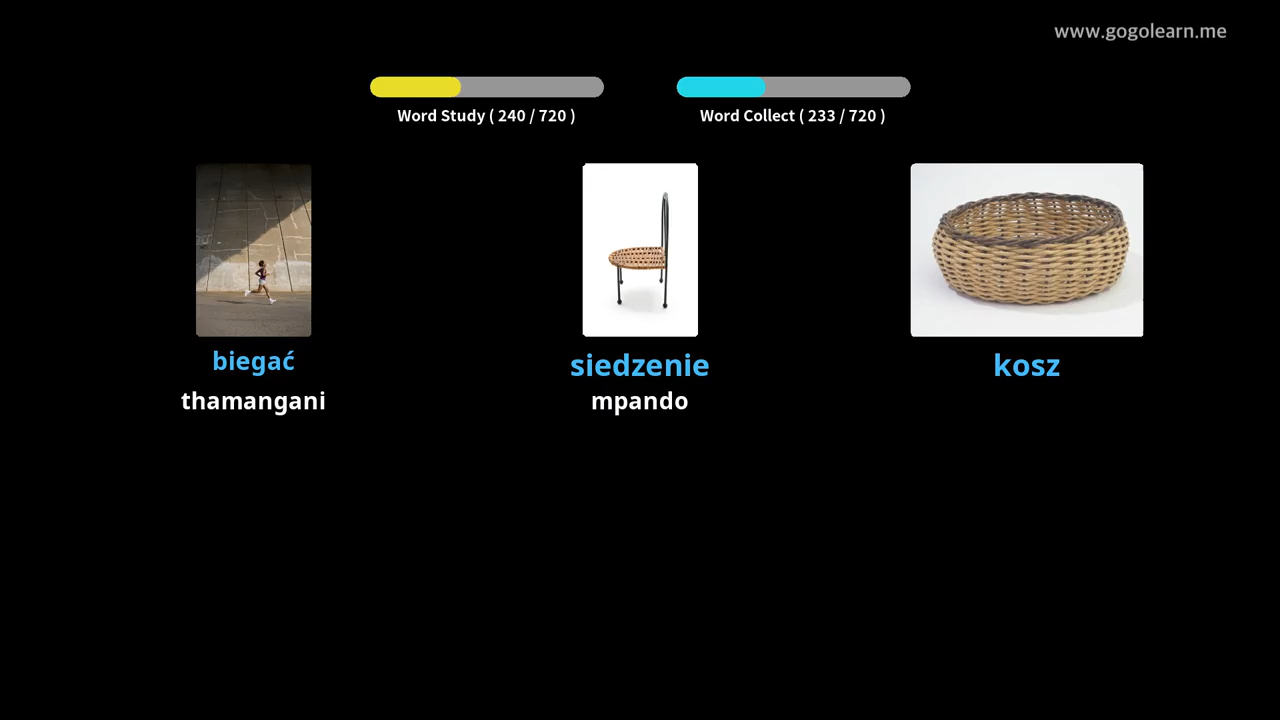 www.gogolearn.me
Word Study ( 240 / 720 )
Word Collect ( 233 / 720 )
biegać
siedzenie
kosz
thamangani
mpando